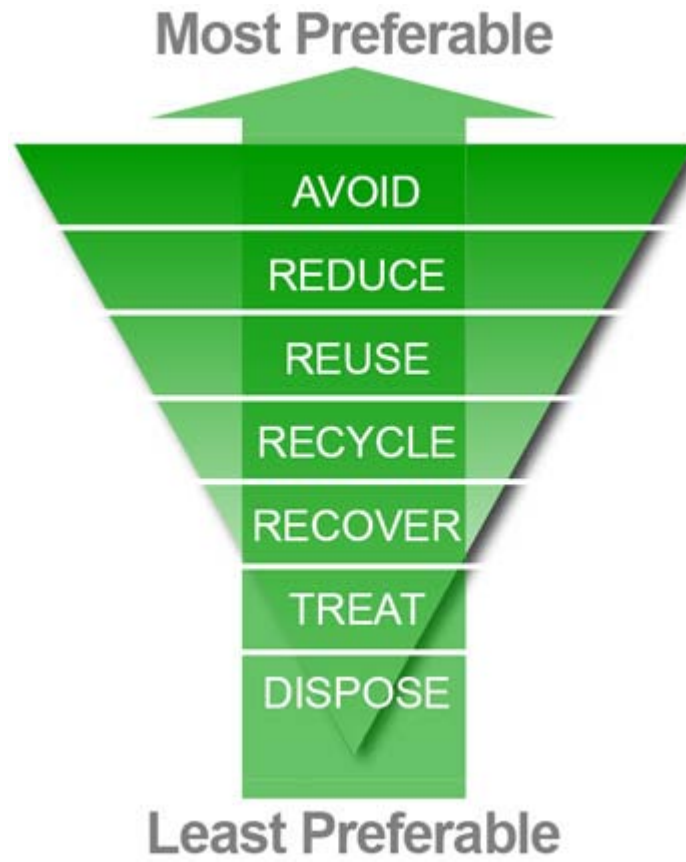 Most Preferable
AVOID
REDUCE
REUSE
RECYCLE
RECOVER
TREAT
DISPOSE
Least Preferable